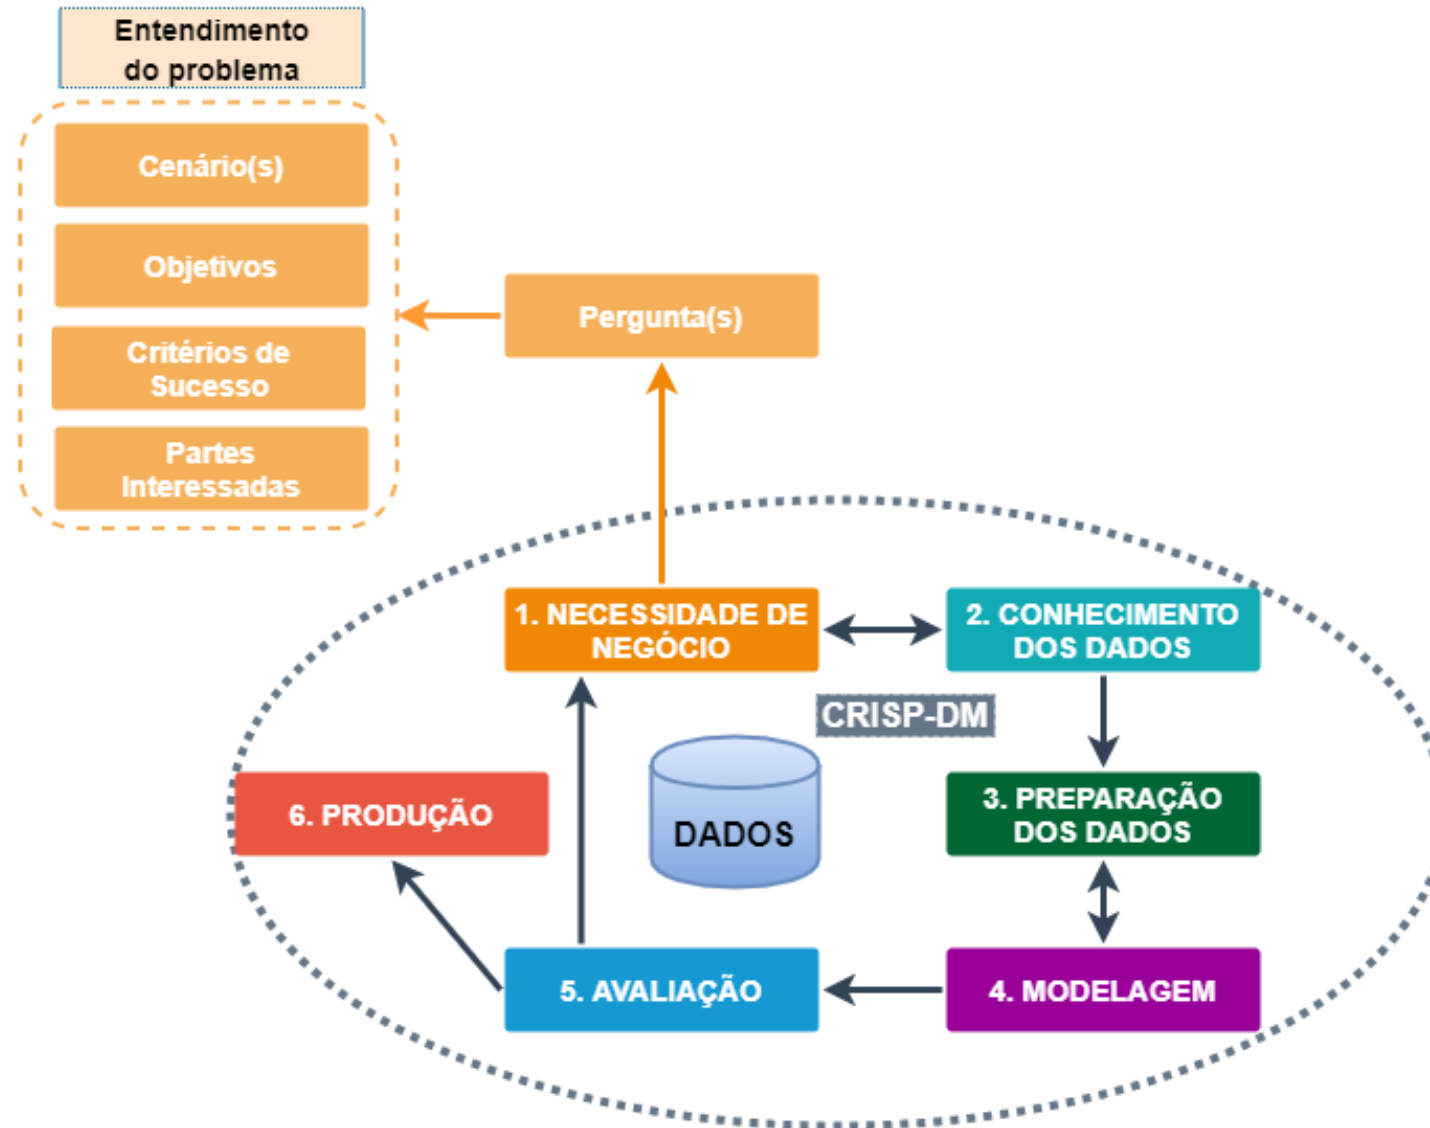 Entendimento
do problema
Cenário(s)
Objetivos
Critérios de
Sucesso
Partes
Interessadas
Pergunta(s)
1. NECESSIDADE DE
NEGÓCIO
2. CONHECIMENTO
DOS DADOS
CRISP-DM
DADOS
3. PREPARAÇÃO
DOS DADOS
4. MODELAGEM
5. AVALIAÇÃO
6. PRODUÇÃO